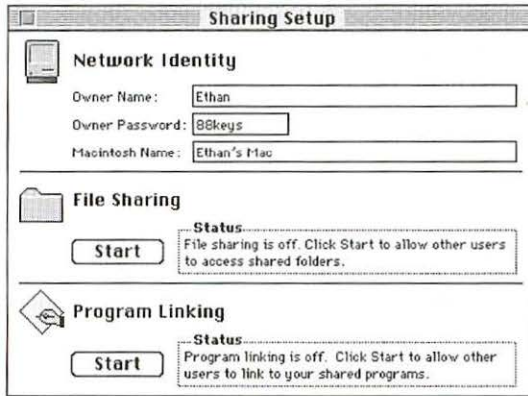 Sharing Setup
Network Identity
Owner Name: Ethan
Owner Password: 88keys
Macintosh Name: Ethan's Mac
File Sharing
Status
Start
File sharing is off. Click Start to allow other users
to access shared folders.
Program Linking
Status
Start
Program linking is off. Click Start to allow other
users to link to your shared programs.